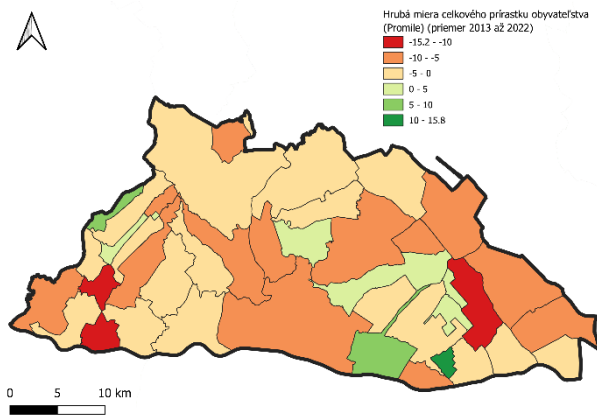 Hrubá miera celkového prírastku obyvateľstva
(Promile) (priemer 2013 až 2022)
-15.2 - -10
-10 - -5
-5 - 0
0 - 5
5 - 10
10 - 15.8
0 5 10 km